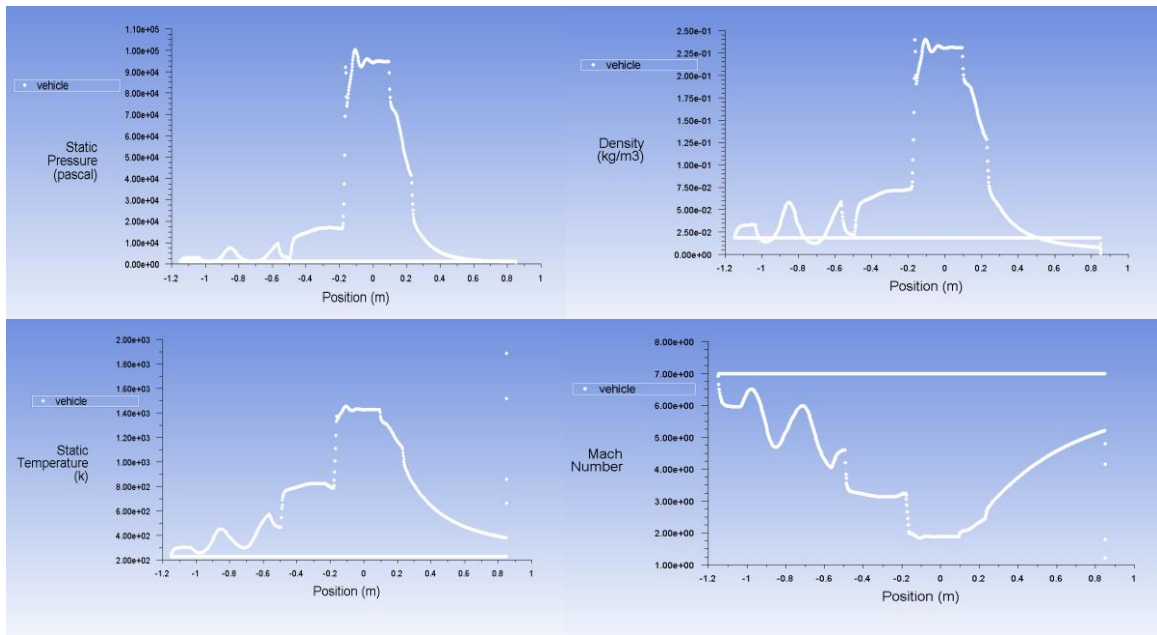 1.10e+05
1.00e+05
9.00e+04
vehicle
8.00e+04
7.00e+04
6.00e+04
Static
Pressure
(pascal)
5.00e+04
4.00e+04
3.00e+04
2.00e+04
1.00e+04
0.00e+00
-1.2 -1 -0.8 -0.6 -0.4 -0.2 0 0.2 0.4 0.6 0.8 1
Position (m)
2.50e-01
2.25e-01
vehicle
2.00e-01
1.75e-01
1.50e-01
Density
(kg/m3)
1.25e-01
1.00e-01
7.50e-02
5.00e-02
2.50e-02
0.00e+00
-1.2 -1 -0.8 -0.6 -0.4 -0.2 0 0.2 0.4 0.6 0.8 1
Position (m)
2.00e+03
1.80e+03
1.60e+03
vehicle
1.40e+03
1.20e+03
Static
Temperature
(k)
1.00e+03
8.00e+02
6.00e+02
4.00e+02
2.00e+02
-1.2 -1 -0.8 -0.6 -0.4 -0.2 0 0.2 0.4 0.6 0.8 1
Position (m)
8.00e+00
7.00e+00
vehicle
6.00e+00
5.00e+00
Mach
Number
4.00e+00
3.00e+00
2.00e+00
1.00e+00
-1.2 -1 -0.8 -0.6 -0.4 -0.2 0 0.2 0.4 0.6 0.8 1
Position (m)